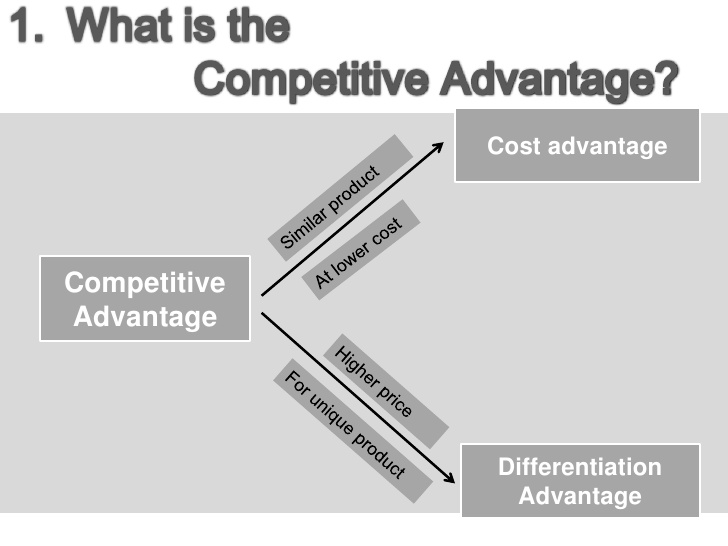 1. What is the
Competitive Advantage?
Cost advantage
Similar product
At lower cost
Competitive
Advantage
Higher price
For unique product
Differentiation
Advantage